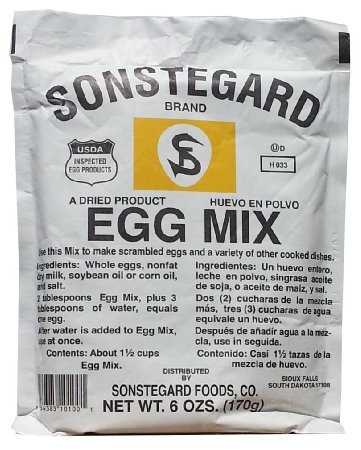 SONSTEGARD
BRAND
USDA
INSPECTED
EGG PRODUCTS
U D
H 033
A DRIED PRODUCT
HUEVO EN POLVO
EGG MIX
Use this Mix to make scrambled eggs and a variety of other cooked dishes.
Ingredients: Whole eggs, nonfat
dry milk, soybean oil or corn oil,
and salt.
2 tablespoons Egg Mix, plus 3
tablespoons of water, equals
one egg.
After water is added to Egg Mix,
use at once.
Contents: About 1½ cups
Egg Mix.
Ingredientes: Un huevo entoro,
leche en polvo, singrasa aceite
de soja, o aceite de maiz, y sal.
Dos (2) cucharas de la mezcla
más, tres (3) cucharas de agua
equivale un huevo.
Después de añadir agua a la mez-
cla, use in seguida.
Contenido: Casí 1½ tazas de la
mezcla de huevo.
DISTRIBUTED
BY
SONSTEGARD FOODS, CO.
SIOUX FALLS
SOUTH DAKOTA
NET WT. 6 OZS. (170g)